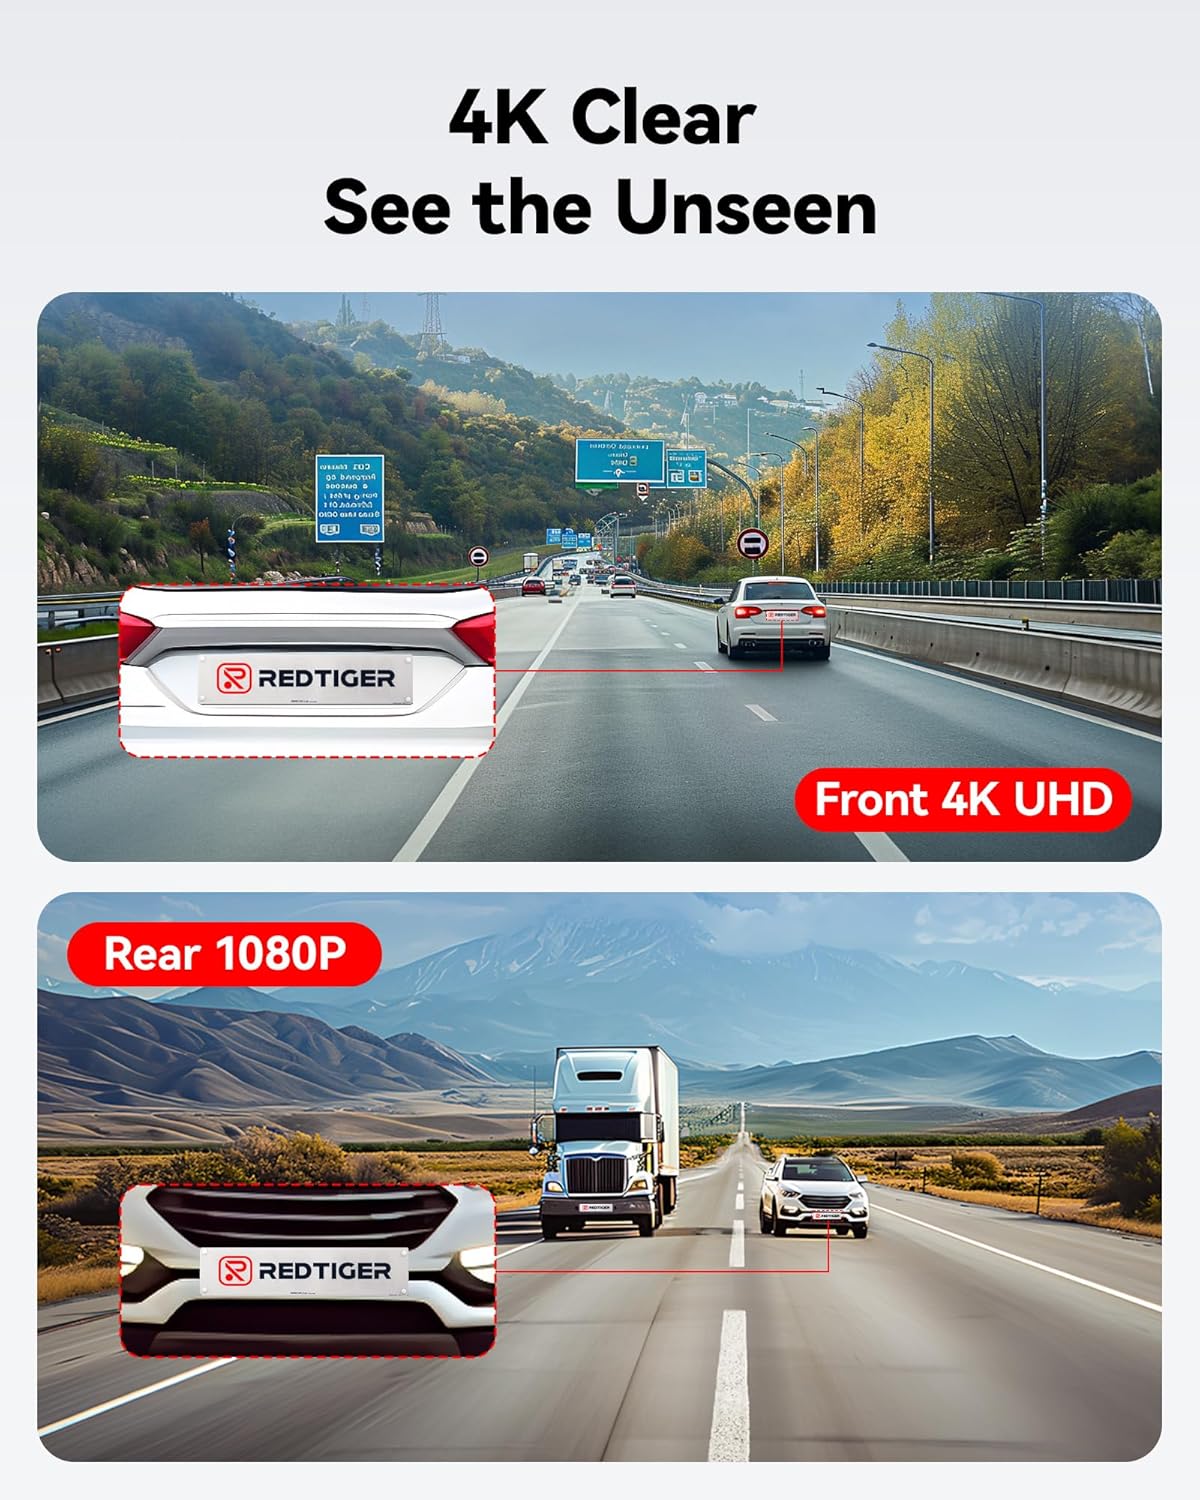 4K Clear
See the Unseen
REDTIGER
Front 4K UHD
Rear 1080P
REDTIGER